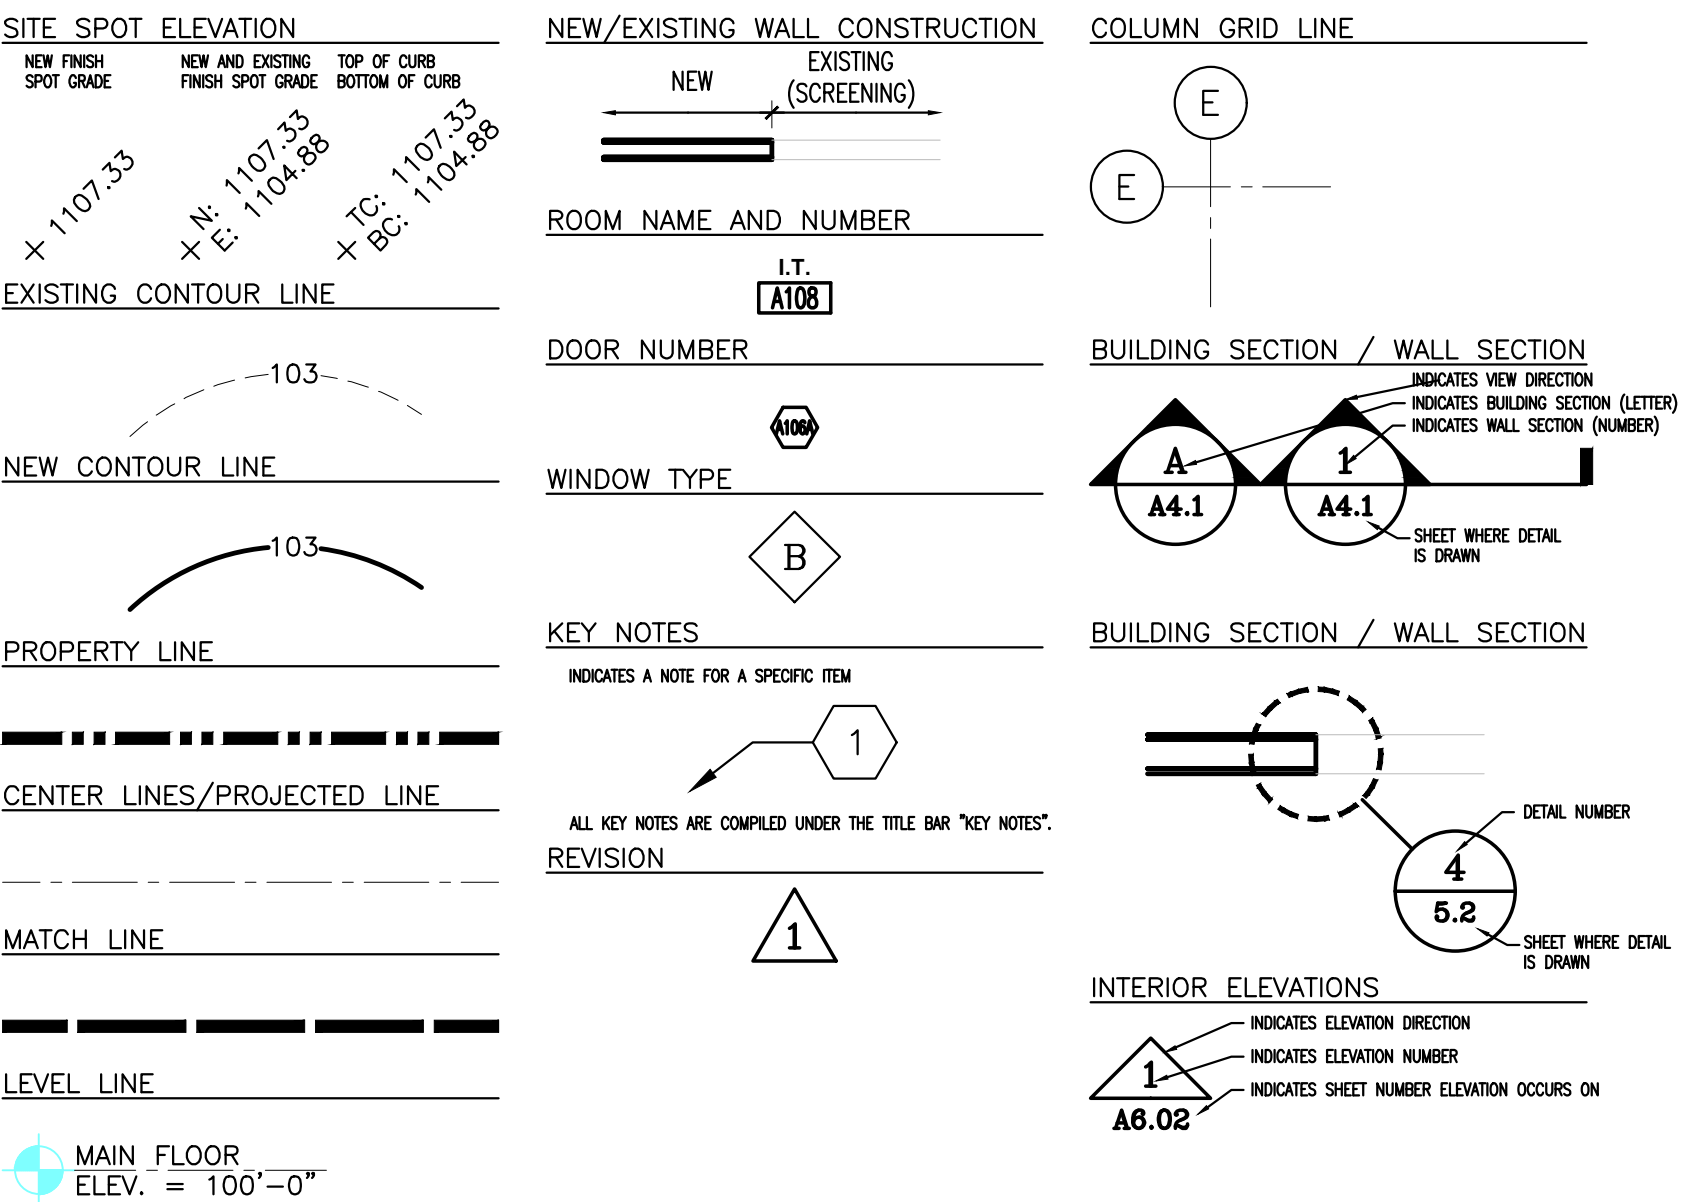 SITE SPOT ELEVATION
NEW FINISH
SPOT GRADE
NEW AND EXISTING
FINISH SPOT GRADE
TOP OF CURB
BOTTOM OF CURB
1107.33
N: 1107.33
E: 1104.88
TC: 1107.33
BC: 1104.88
EXISTING CONTOUR LINE
103
NEW CONTOUR LINE
103
PROPERTY LINE
CENTER LINES/PROJECTED LINE
MATCH LINE
LEVEL LINE
MAIN FLOOR
ELEV. = 100'-0"
NEW/EXISTING WALL CONSTRUCTION
NEW
EXISTING
(SCREENING)
ROOM NAME AND NUMBER
I.T.
A108
DOOR NUMBER
A106A
WINDOW TYPE
B
KEY NOTES
INDICATES A NOTE FOR A SPECIFIC ITEM
1
ALL KEY NOTES ARE COMPILED UNDER THE TITLE BAR "KEY NOTES".
REVISION
1
COLUMN GRID LINE
E
E
BUILDING SECTION / WALL SECTION
INDICATES VIEW DIRECTION
INDICATES BUILDING SECTION (LETTER)
INDICATES WALL SECTION (NUMBER)
A
A4.1
1
A4.1
SHEET WHERE DETAIL
IS DRAWN
BUILDING SECTION / WALL SECTION
DETAIL NUMBER
4
5.2
SHEET WHERE DETAIL
IS DRAWN
INTERIOR ELEVATIONS
INDICATES ELEVATION DIRECTION
INDICATES ELEVATION NUMBER
INDICATES SHEET NUMBER ELEVATION OCCURS ON
1
A6.02